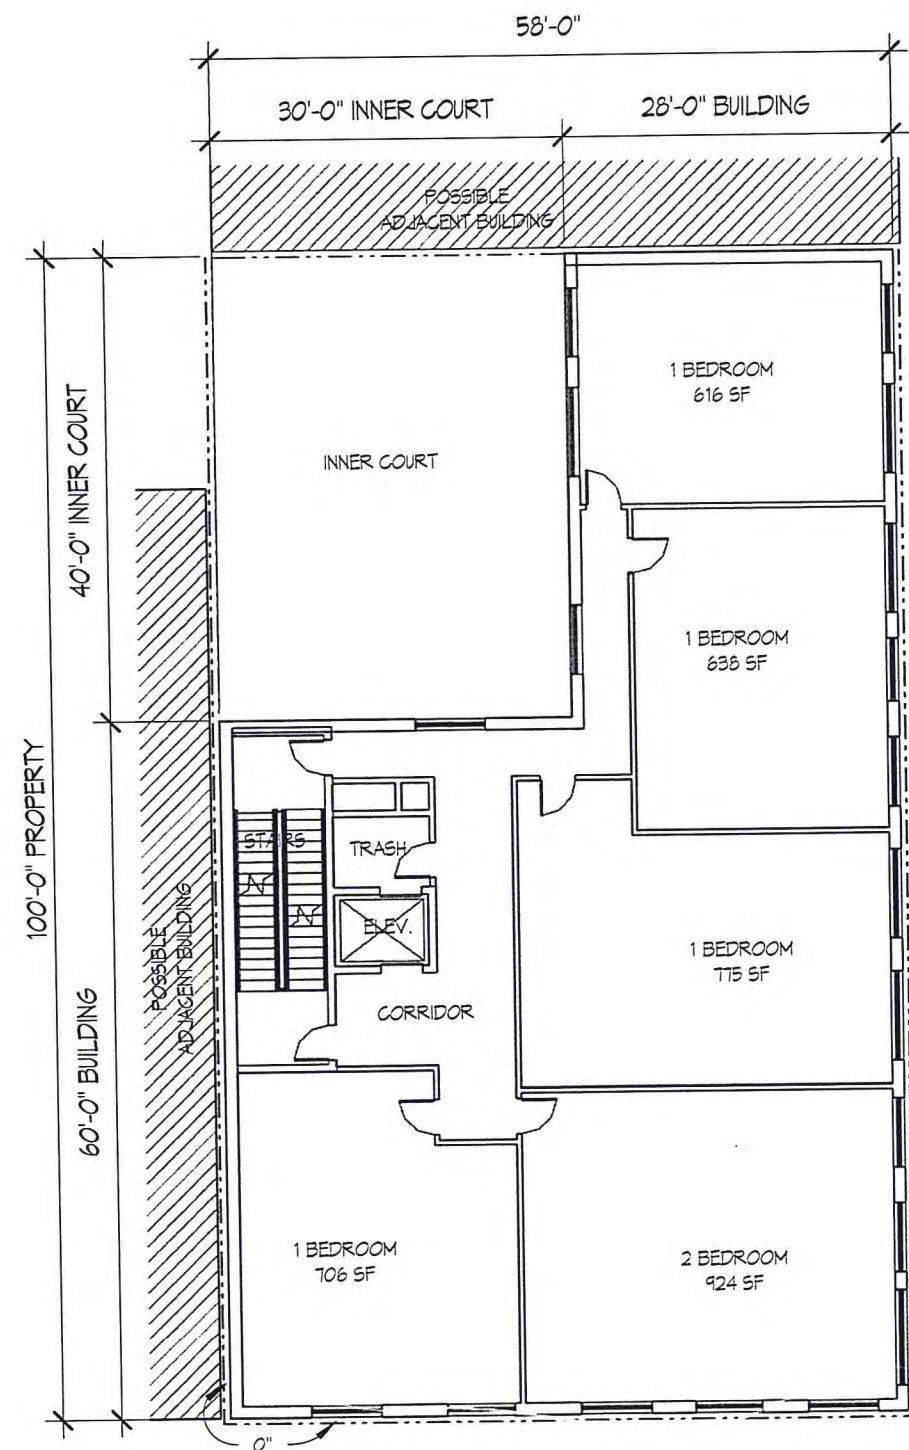 58'-0"
30'-0" INNER COURT
28'-0" BUILDING
POSSIBLE
ADJACENT BUILDING
1 BEDROOM
616 SF
INNER COURT
40'-0" INNER COURT
1 BEDROOM
638 SF
100'-0" PROPERTY
STAIRS
TRASH
ELEV.
POSSIBLE
ADJACENT BUILDING
1 BEDROOM
775 SF
CORRIDOR
60'-0" BUILDING
1 BEDROOM
706 SF
2 BEDROOM
924 SF
0"